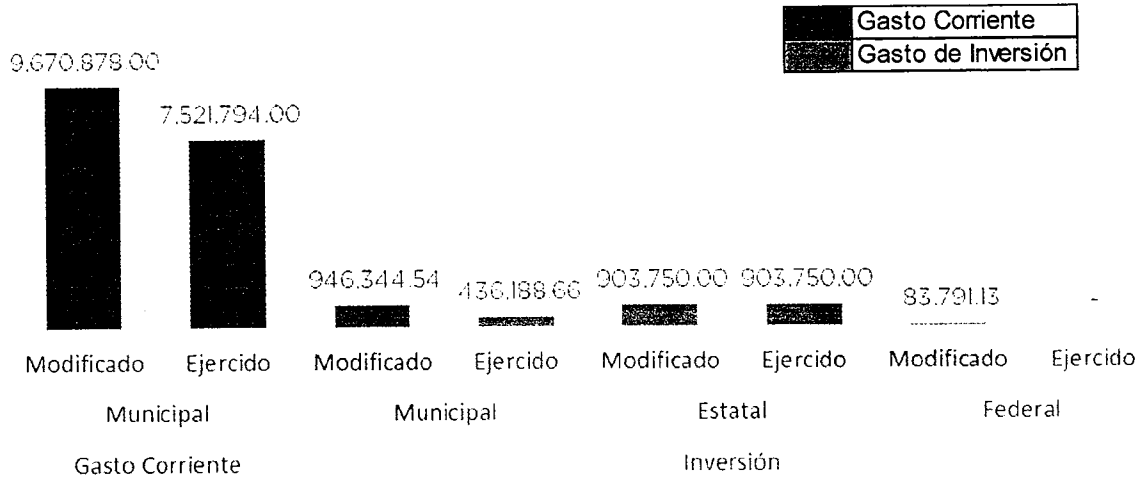 Gasto Corriente
Gasto de Inversión
9,670,878.00
7,521,794.00
946,344.54
436,188.66
903,750.00
903,750.00
83,791.13
-
Modificado Ejercido Modificado Ejercido Modificado Ejercido Modificado Ejercido
Municipal Municipal Estatal Federal
Gasto Corriente Inversión